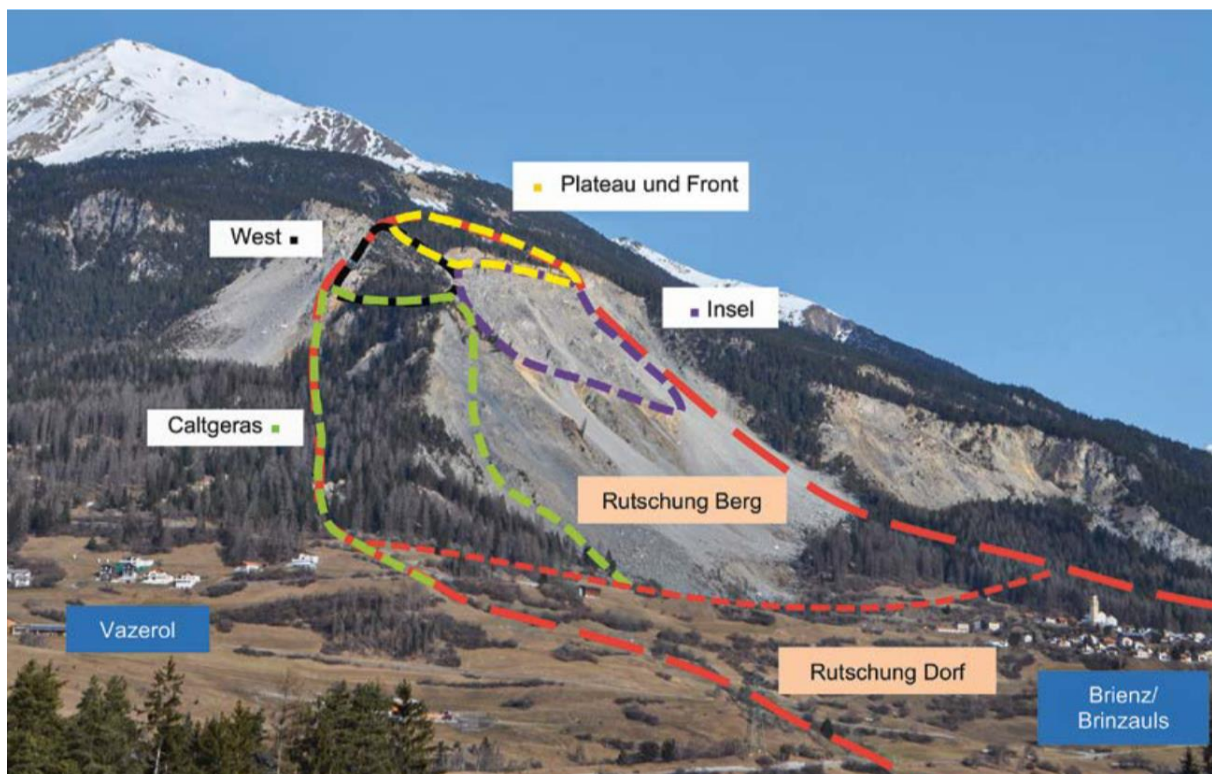 Plateau und Front
West
Insel
Caltgeras
Rutschung Berg
Vazerol
Rutschung Dorf
Brienz/
Brinzauls